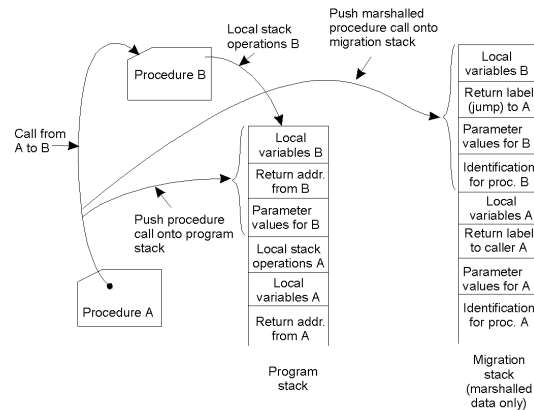 Local stack
operations B
Push marshalled
procedure call onto
migration stack
Procedure B
Call from
A to B
Push procedure
call onto program
stack
Procedure A
Local
variables B
Return addr.
from B
Parameter
values for B
Local stack
operations A
Local
variables A
Return addr.
from A
Program
stack
Local
variables B
Return label
(jump) to A
Parameter
values for B
Identification
for proc. B
Local
variables A
Return label
to caller A
Parameter
values for A
Identification
for proc. A
Migration
stack
(marshalled
data only)